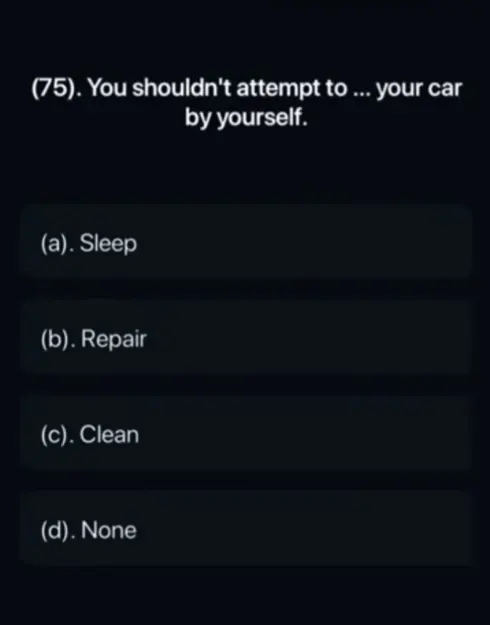 (75). You shouldn't attempt to ... your car
by yourself.
(a). Sleep
(b). Repair
(c). Clean
(d). None